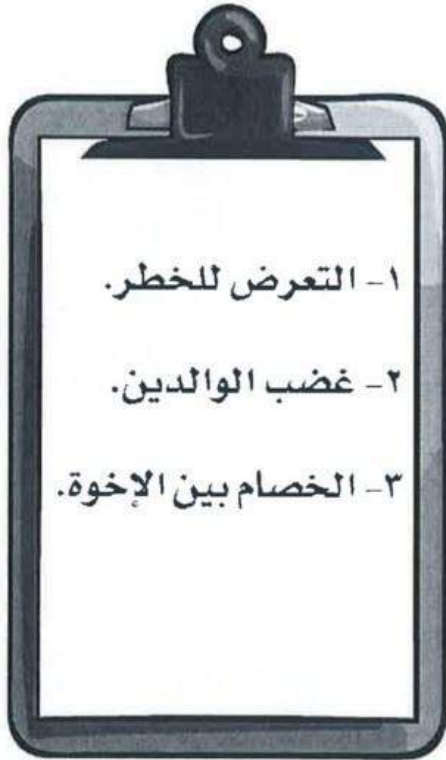 ١- التعرض للخطر.
٢- غضب الوالدين.
٣- الخصام بين الإخوة.